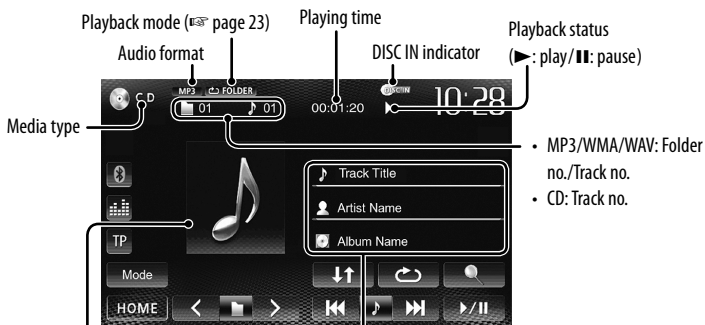 Playback mode (☞ page 23)
Playing time
Playback status
(►: play/❚❚: pause)
Audio format
DISC IN indicator
Media type
CD
MP3
FOLDER
01
01
00:01:20
DISC IN
10:28
• MP3/WMA/WAV: Folder
no./Track no.
• CD: Track no.
Track Title
Artist Name
Album Name
TP
Mode
HOME